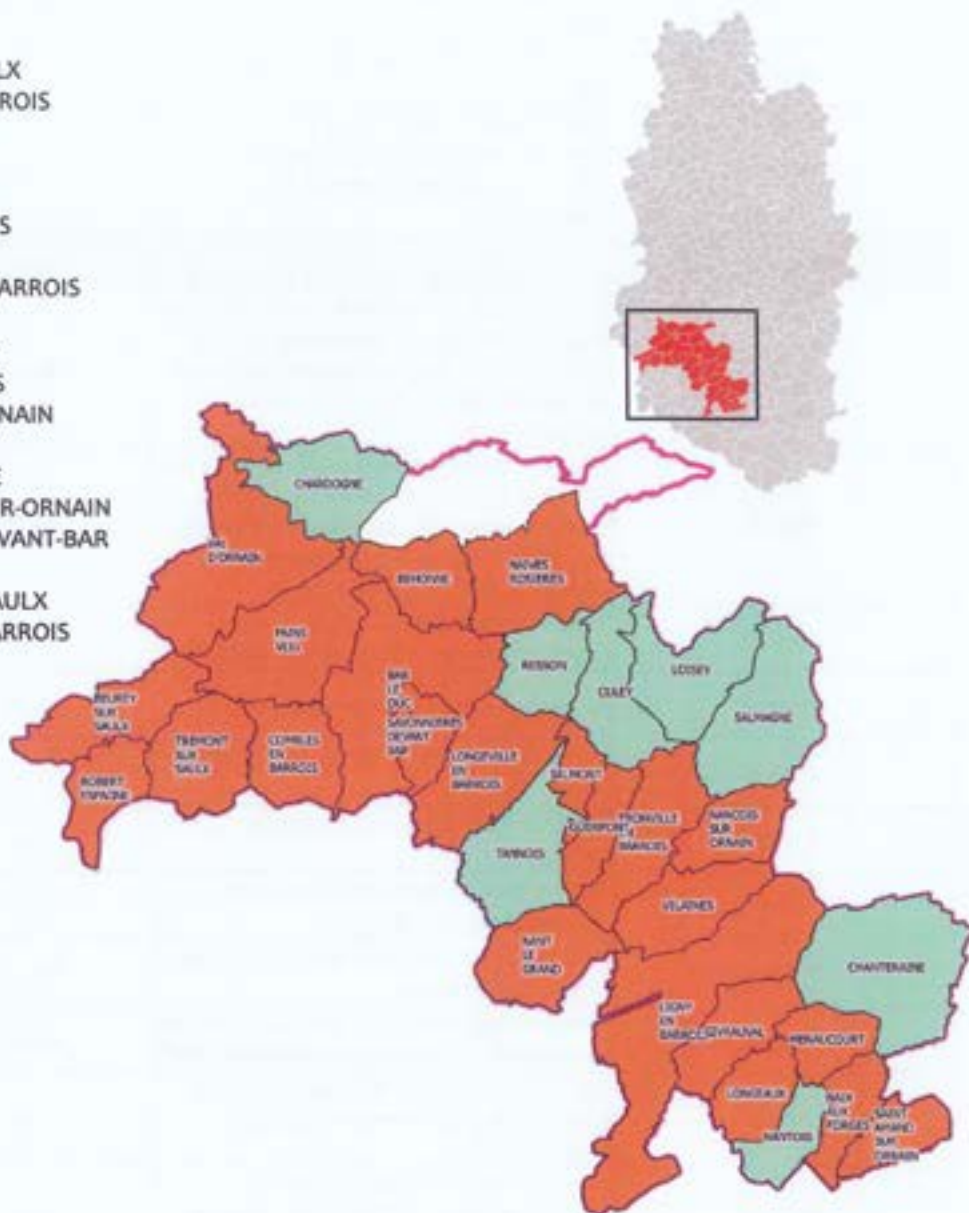 LX
ROIS
S
ARROIS
S
NAIN
E
R-ORNAIN
VANT-BAR
AULX
ARROIS
CHARDOGNE
VAL
D'ORNAIN
BEHONNE
NAIVES
ROSIERES
FAINS
VEEL
RESSON
CULEY
LOISEY
SALMAGNE
BAR
LE
DUC
SAVONNIERES
DEVANT
BAR
BEUREY
SUR
SAULX
TREMONT
SUR
SAULX
COMBLES
EN
BARROIS
LONGEVILLE
EN
BARROIS
ROBERT
ESPAGNE
SILMONT
GUERPONT
TRONVILLE
EN
BARROIS
NANCOIS
SUR
ORNAIN
TANNOIS
VELAINES
NANT
LE
GRAND
CHANTERAINE
LIGNY
EN
BARROIS
GIVRAUVAL
MENAUCOURT
LONGEAUX
NANTOIS
NAIX
AUX
FORGES
SAINT
AMAND
SUR
ORNAIN